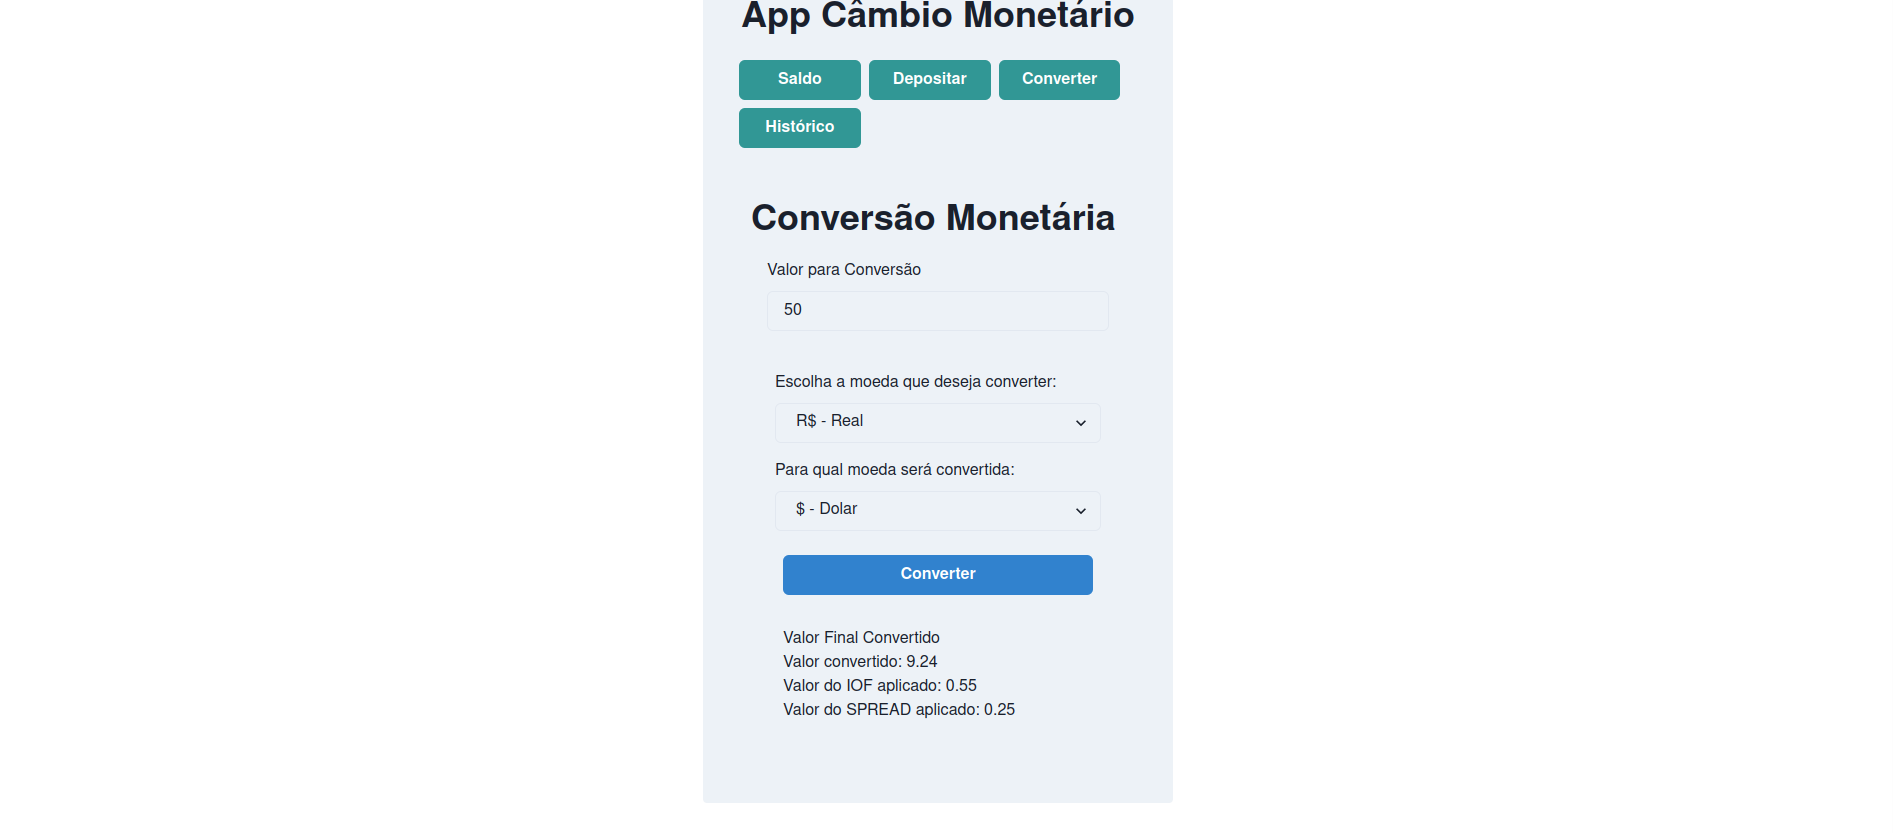 App Câmbio Monetário
Saldo
Depositar
Converter
Histórico
Conversão Monetária
Valor para Conversão
50
Escolha a moeda que deseja converter:
R$ - Real
Para qual moeda será convertida:
$ - Dolar
Converter
Valor Final Convertido
Valor convertido: 9.24
Valor do IOF aplicado: 0.55
Valor do SPREAD aplicado: 0.25